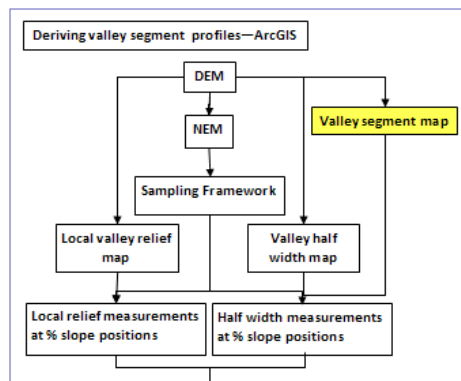 Deriving valley segment profiles—ArcGIS
DEM
NEM
Valley segment map
Sampling Framework
Local valley relief
map
Valley half
width map
Local relief measurements
at % slope positions
Half width measurements
at % slope positions